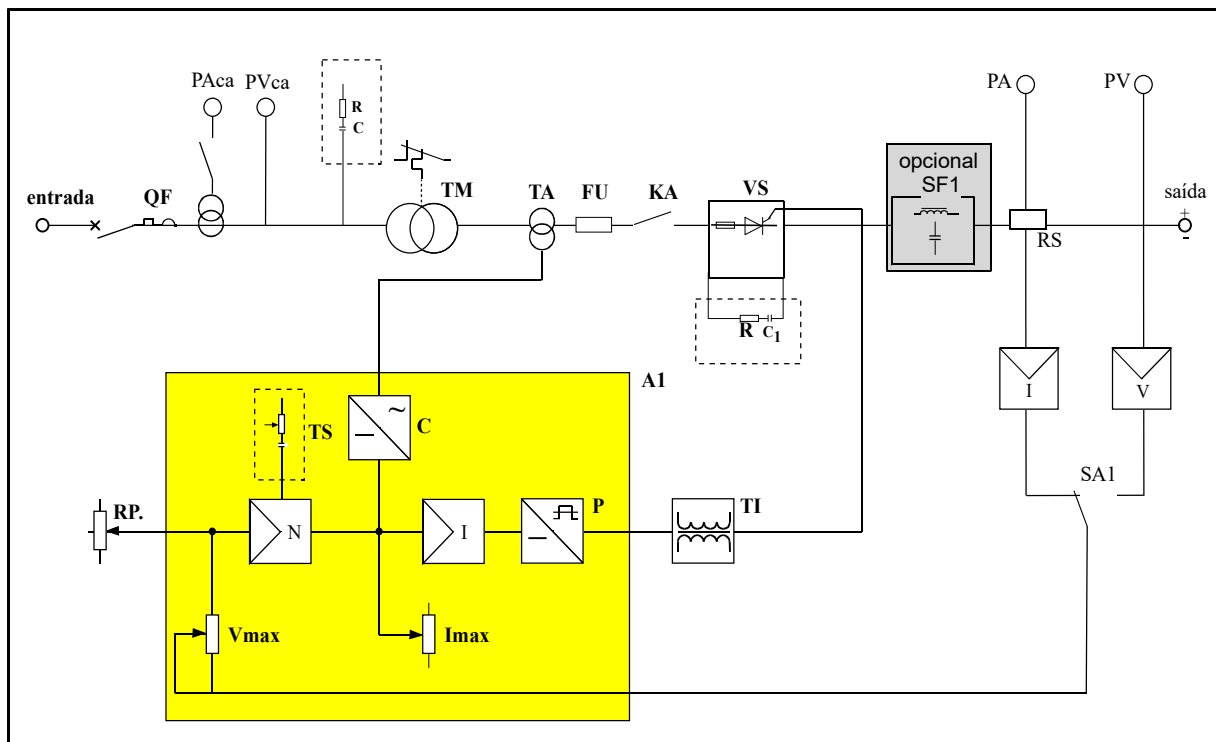 PAca
PVca
PA
PV
R
C
opcional
SF1
entrada
QF
TM
TA
FU
KA
VS
saída
+
-
RS
R
C1
A1
I
V
TS
~
C
SA1
RP.
N
I
P
TI
Vmax
Imax